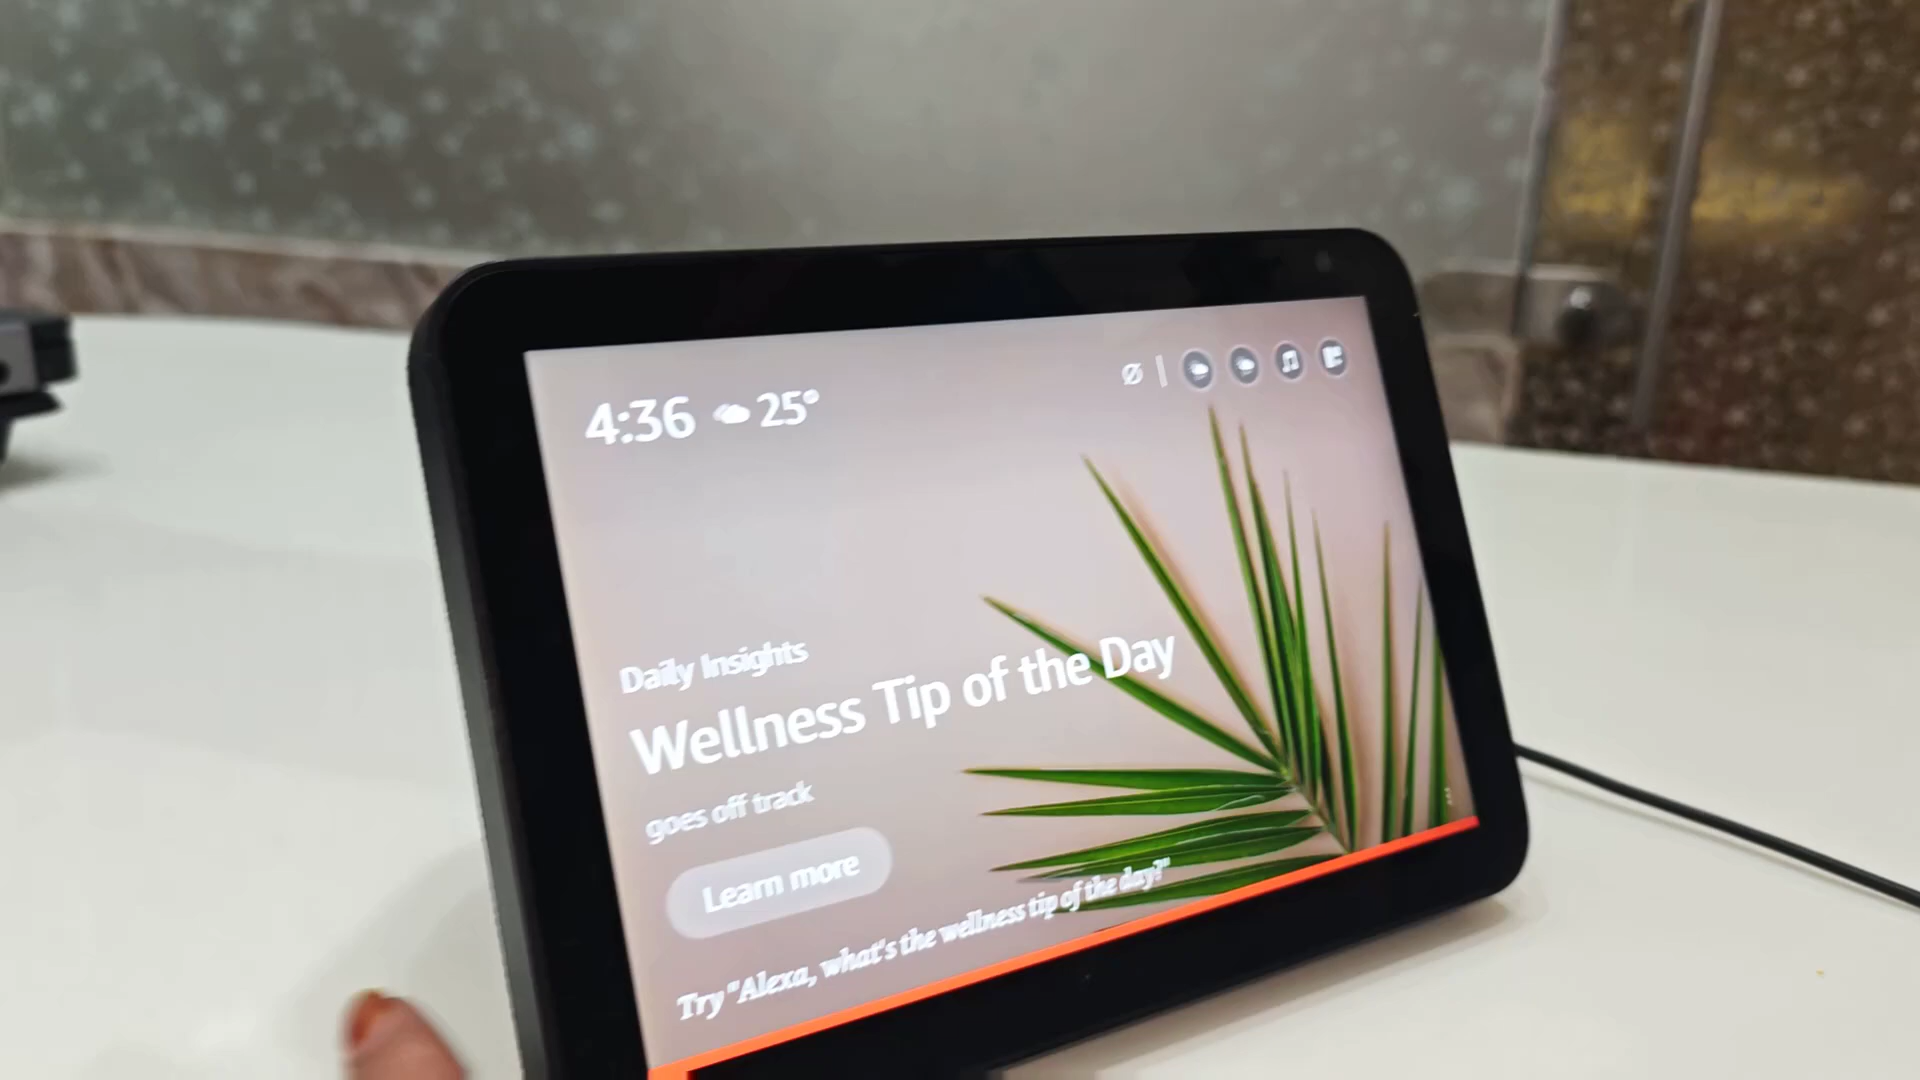 4:36 25°
Daily Insights
Wellness Tip of the Day
goes off track
Learn more
Try "Alexa, what's the wellness tip of the day?"